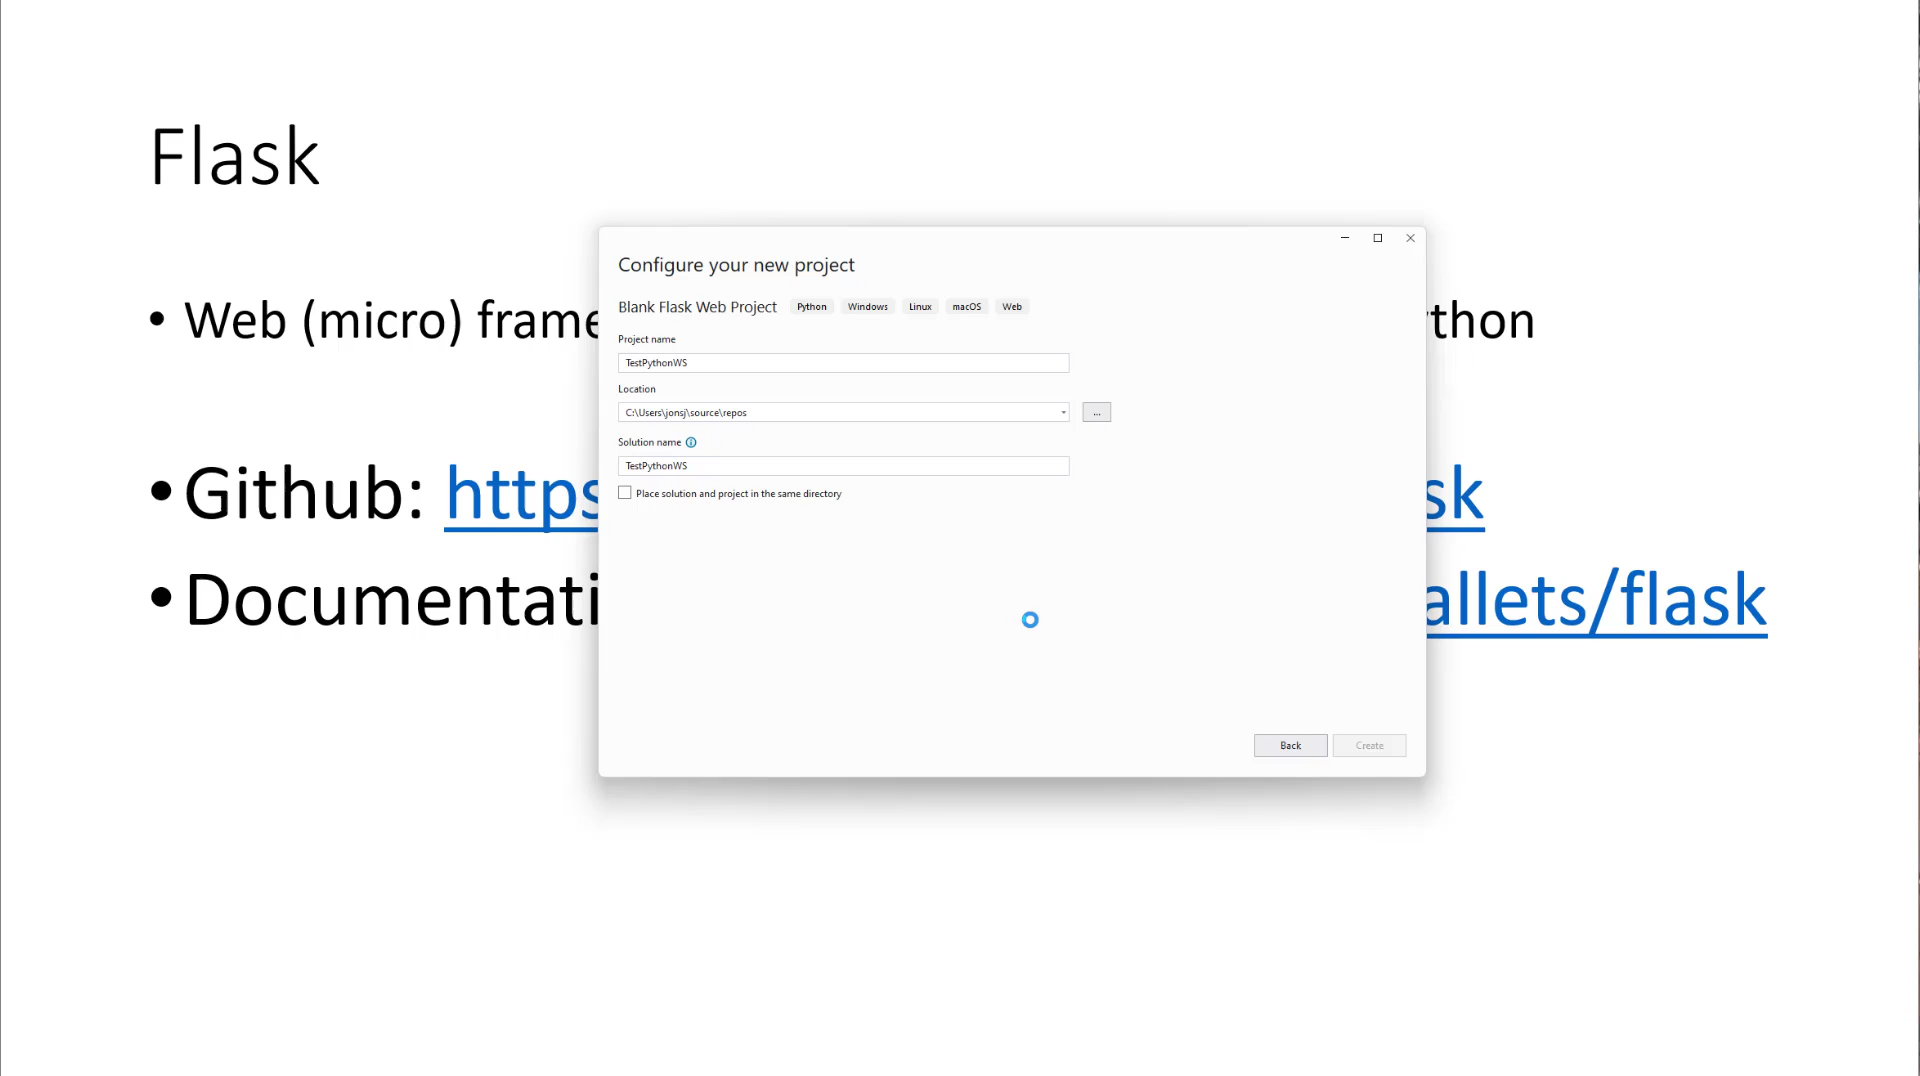 Flask
• Web (micro) frame
thon
• Github: https
sk
• Documentati
allets/flask
Configure your new project
Blank Flask Web Project Python Windows Linux macOS Web
Project name
TestPythonWS
Location
C:\Users\jonsj\source\repos
...
Solution name
TestPythonWS
Place solution and project in the same directory
Back Create